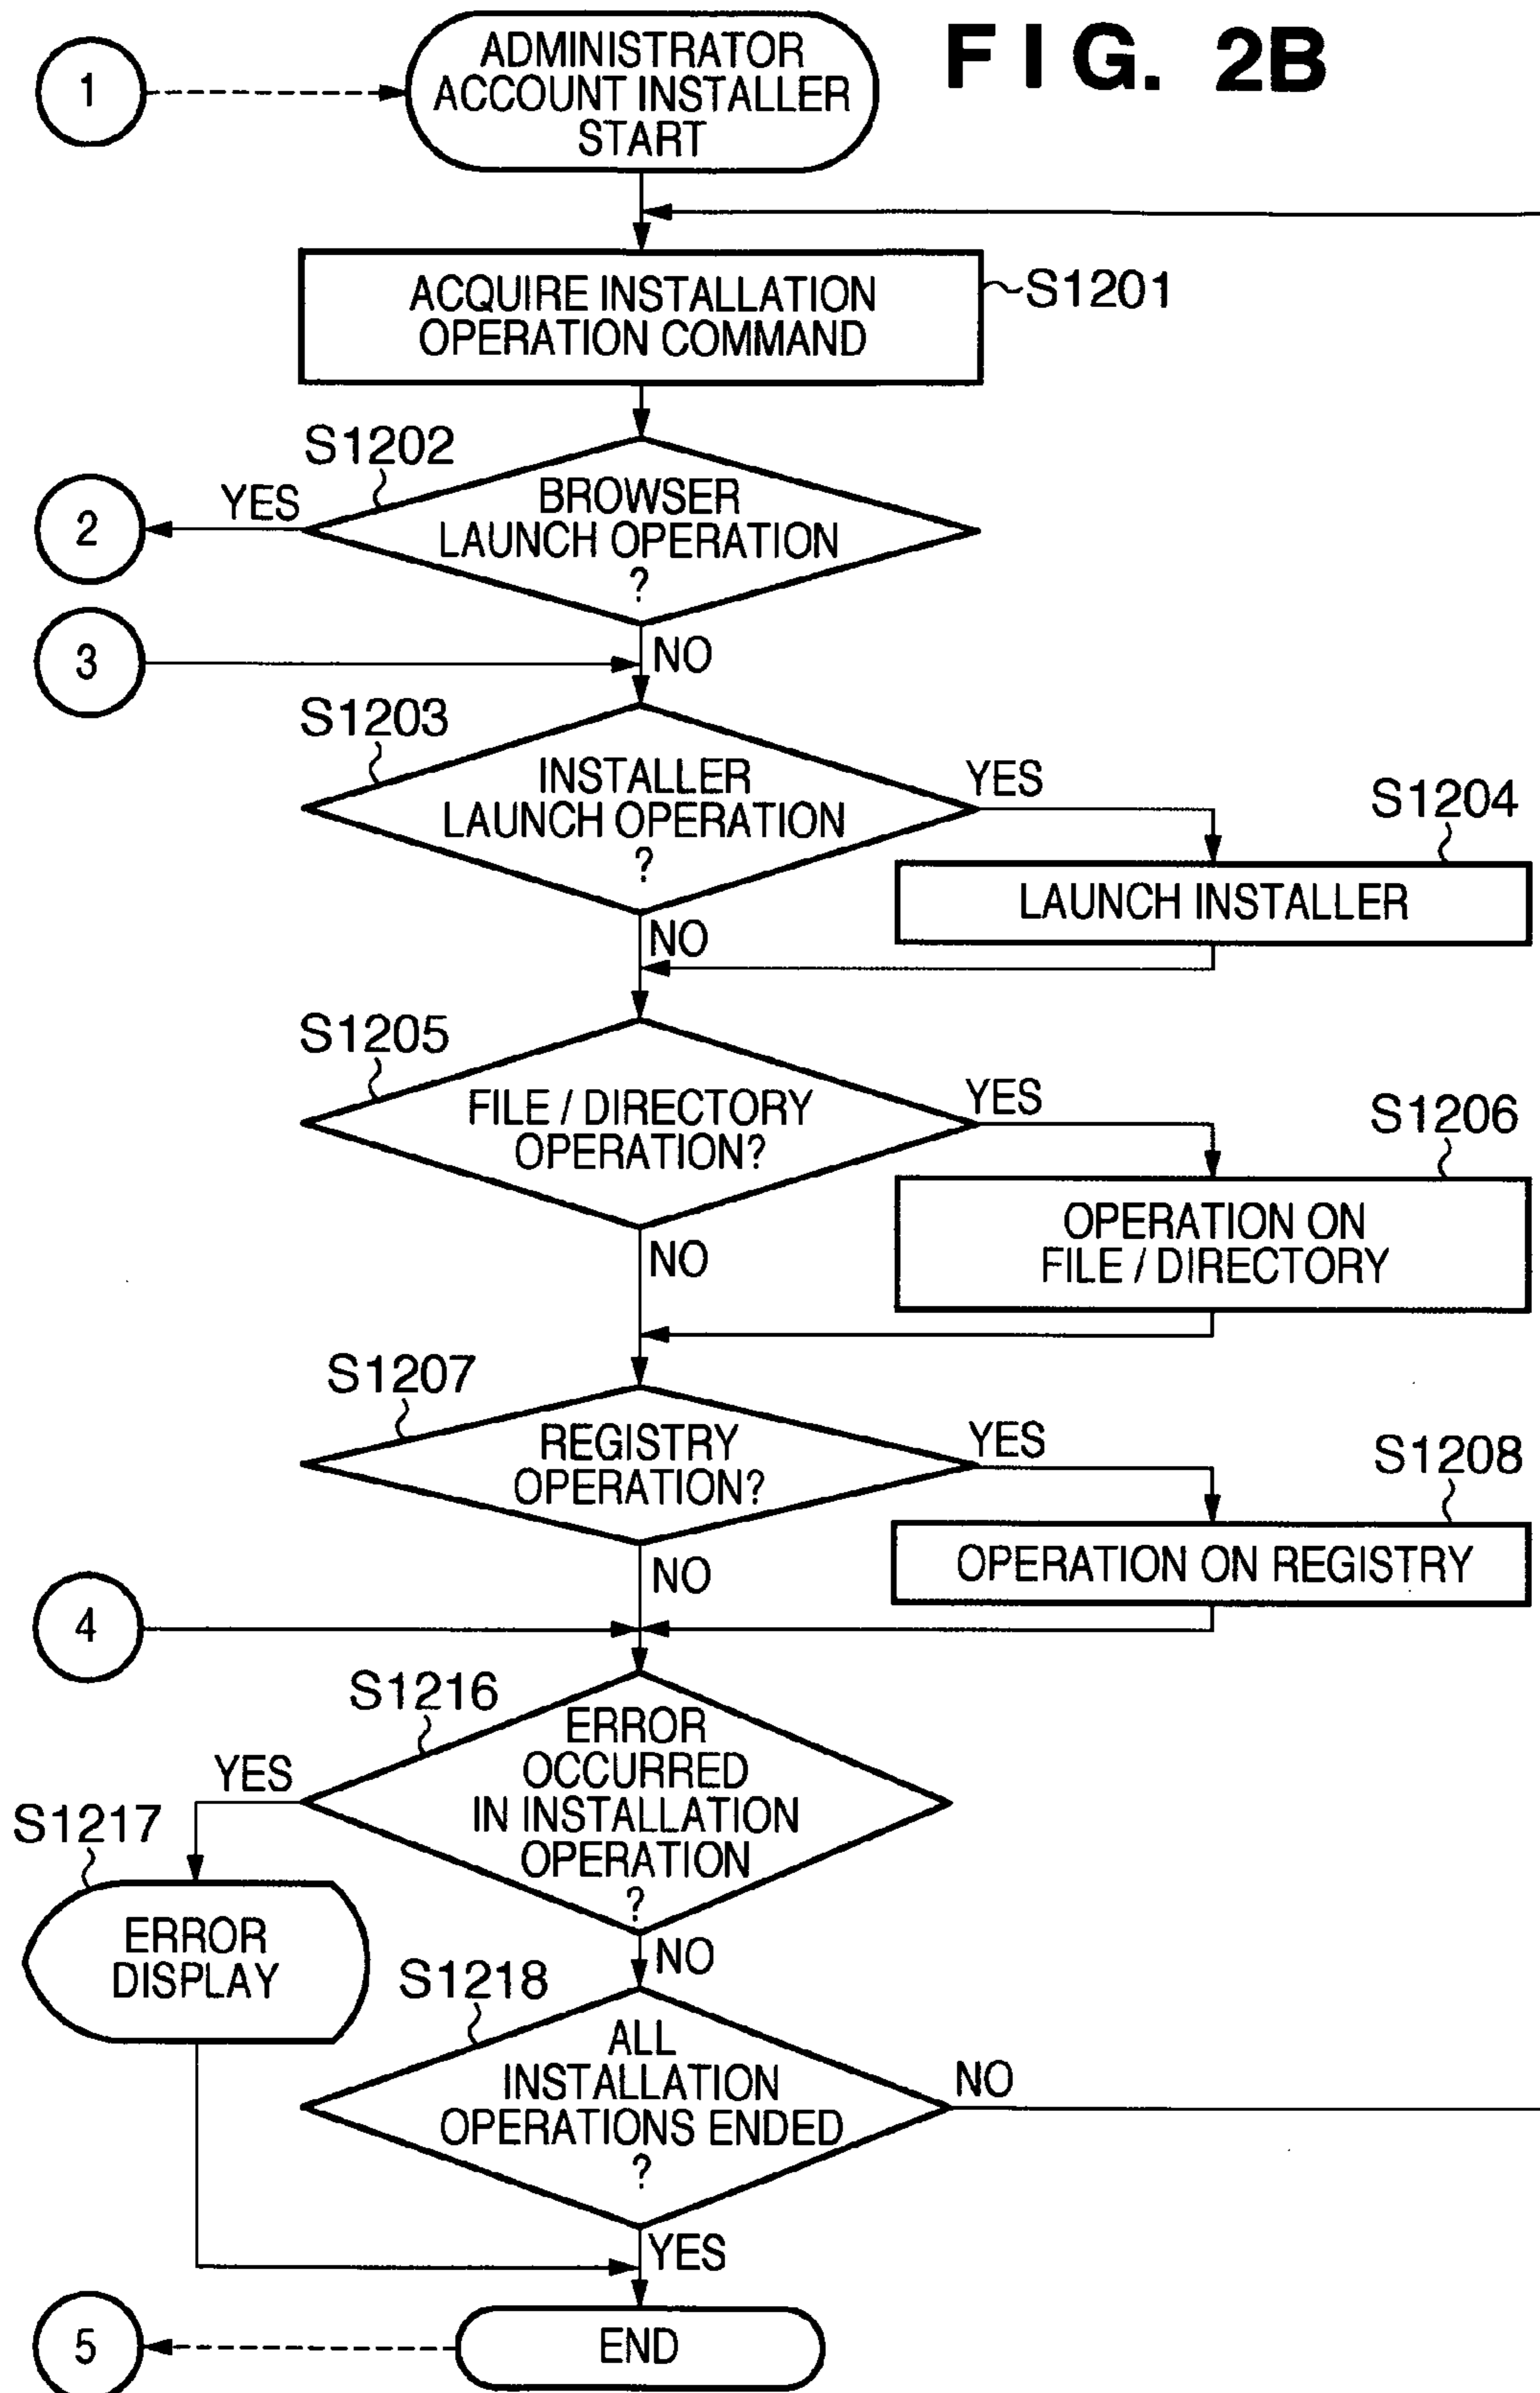 FIG. 2B
1
ADMINISTRATOR
ACCOUNT INSTALLER
START
ACQUIRE INSTALLATION
OPERATION COMMAND
S1201
S1202
BROWSER
LAUNCH OPERATION
?
YES
2
NO
3
S1203
INSTALLER
LAUNCH OPERATION
?
YES
S1204
LAUNCH INSTALLER
NO
S1205
FILE / DIRECTORY
OPERATION?
YES
S1206
OPERATION ON
FILE / DIRECTORY
NO
S1207
REGISTRY
OPERATION?
YES
S1208
OPERATION ON REGISTRY
NO
4
S1216
ERROR
OCCURRED
IN INSTALLATION
OPERATION
?
YES
S1217
ERROR
DISPLAY
NO
S1218
ALL
INSTALLATION
OPERATIONS ENDED
?
NO
YES
END
5